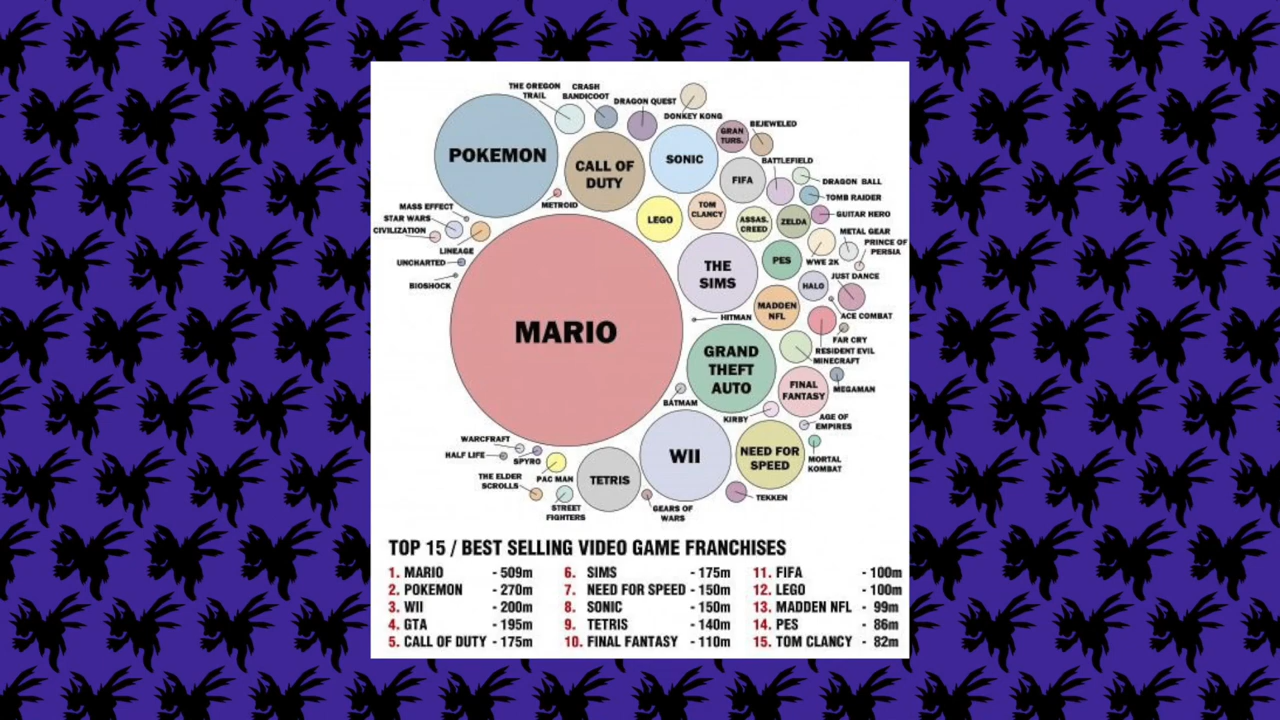 THE OREGON
TRAIL
CRASH
BANDICOOT
DRAGON QUEST
DONKEY KONG
POKEMON
CALL OF
DUTY
SONIC
GRAN
TURS.
BEJEWELED
FIFA
BATTLEFIELD
DRAGON BALL
TOMB RAIDER
METROID
LEGO
TOM
CLANCY
ASSAS.
CREED
ZELDA
GUITAR HERO
MASS EFFECT
STAR WARS
CIVILIZATION
LINEAGE
UNCHARTED
BIOSHOCK
METAL GEAR
PRINCE OF
PERSIA
WWE 2K
PES
THE
SIMS
HALO
JUST DANCE
MADDEN
NFL
ACE COMBAT
HITMAN
MARIO
FAR CRY
RESIDENT EVIL
MINECRAFT
GRAND
THEFT
AUTO
FINAL
FANTASY
MEGAMAN
BATMAM
KIRBY
AGE OF
EMPIRES
WARCFRAFT
HALF LIFE
SPYRO
PAC MAN
THE ELDER
SCROLLS
STREET
FIGHTERS
TETRIS
WII
NEED FOR
SPEED
MORTAL
KOMBAT
TEKKEN
GEARS OF
WARS
TOP 15 / BEST SELLING VIDEO GAME FRANCHISES
1. MARIO - 509m
2. POKEMON - 270m
3. WII - 200m
4. GTA - 195m
5. CALL OF DUTY - 175m
6. SIMS - 175m
7. NEED FOR SPEED - 150m
8. SONIC - 150m
9. TETRIS - 140m
10. FINAL FANTASY - 110m
11. FIFA - 100m
12. LEGO - 100m
13. MADDEN NFL - 99m
14. PES - 86m
15. TOM CLANCY - 82m